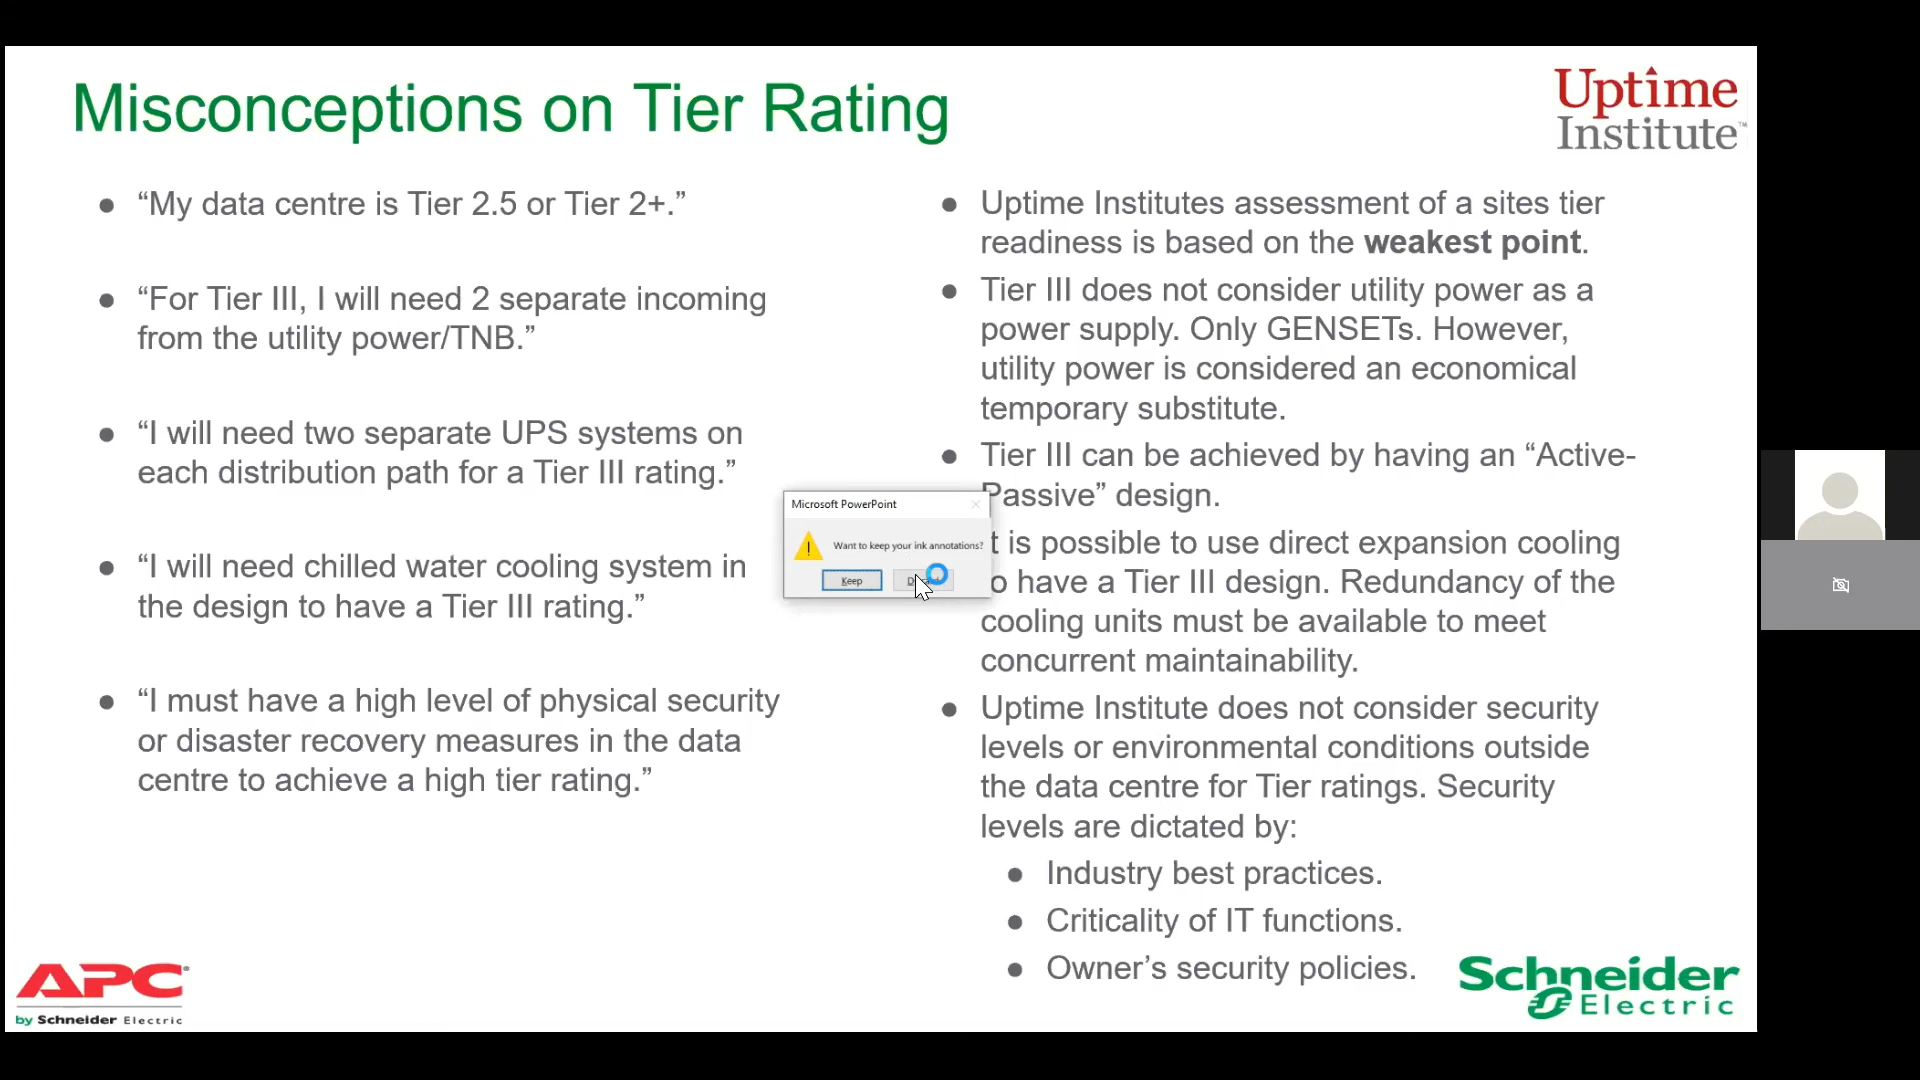 Misconceptions on Tier Rating
Uptime
Institute™
● “My data centre is Tier 2.5 or Tier 2+.”
● “For Tier III, I will need 2 separate incoming
from the utility power/TNB.”
● “I will need two separate UPS systems on
each distribution path for a Tier III rating.”
● “I will need chilled water cooling system in
the design to have a Tier III rating.”
● “I must have a high level of physical security
or disaster recovery measures in the data
centre to achieve a high tier rating.”
● Uptime Institutes assessment of a sites tier
readiness is based on the weakest point.
● Tier III does not consider utility power as a
power supply. Only GENSETs. However,
utility power is considered an economical
temporary substitute.
● Tier III can be achieved by having an “Active-
Passive” design.
t is possible to use direct expansion cooling
o have a Tier III design. Redundancy of the
cooling units must be available to meet
concurrent maintainability.
● Uptime Institute does not consider security
levels or environmental conditions outside
the data centre for Tier ratings. Security
levels are dictated by:
● Industry best practices.
● Criticality of IT functions.
● Owner’s security policies.
Microsoft PowerPoint
Want to keep your ink annotations?
Keep
APC
by Schneider Electric
Schneider
Electric